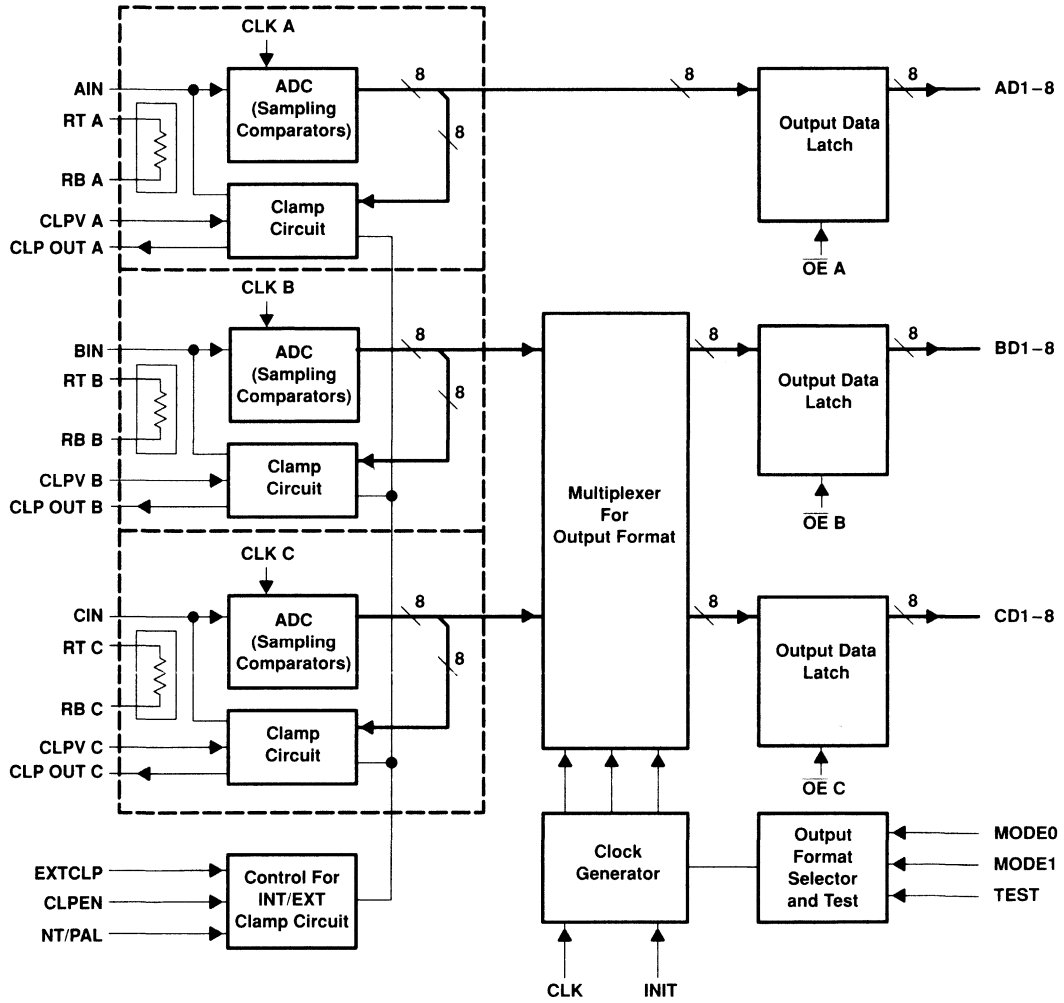 CLK A
AIN
RT A
RB A
CLPV A
CLP OUT A
ADC
(Sampling
Comparators)
Clamp
Circuit
8
8
8
Output Data
Latch
8
AD1–8
OE A
CLK B
BIN
RT B
RB B
CLPV B
CLP OUT B
ADC
(Sampling
Comparators)
Clamp
Circuit
8
8
Multiplexer
For
Output Format
8
Output Data
Latch
8
BD1–8
OE B
CLK C
CIN
RT C
RB C
CLPV C
CLP OUT C
ADC
(Sampling
Comparators)
Clamp
Circuit
8
8
8
Output Data
Latch
8
CD1–8
OE C
EXTCLP
CLPEN
NT/PAL
Control For
INT/EXT
Clamp Circuit
Clock
Generator
CLK
INIT
Output
Format
Selector
and Test
MODE0
MODE1
TEST